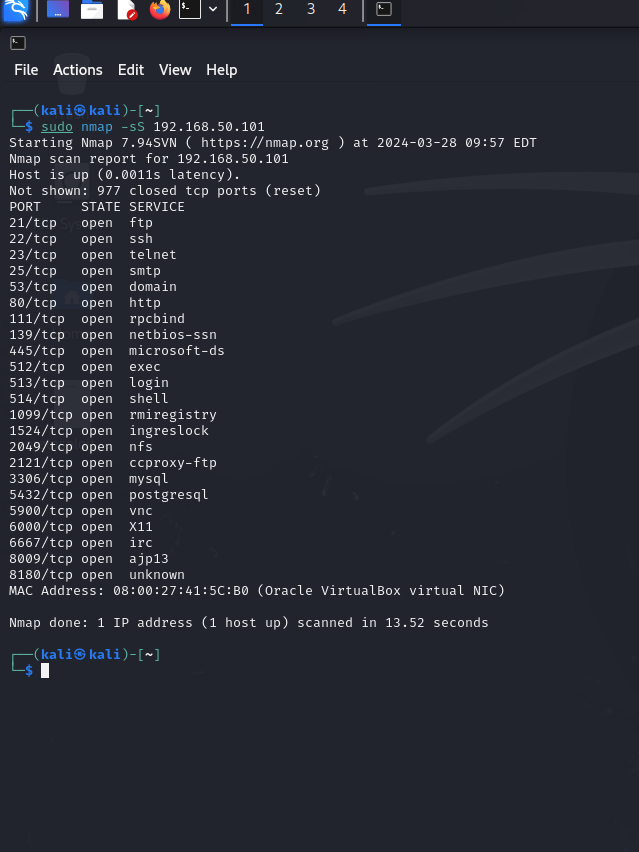 1 2 3 4
File Actions Edit View Help
┌──(kali㉿kali)-[~]
└─$ sudo nmap -sS 192.168.50.101
Starting Nmap 7.94SVN ( https://nmap.org ) at 2024-03-28 09:57 EDT
Nmap scan report for 192.168.50.101
Host is up (0.0011s latency).
Not shown: 977 closed tcp ports (reset)
PORT     STATE SERVICE
21/tcp   open  ftp
22/tcp   open  ssh
23/tcp   open  telnet
25/tcp   open  smtp
53/tcp   open  domain
80/tcp   open  http
111/tcp  open  rpcbind
139/tcp  open  netbios-ssn
445/tcp  open  microsoft-ds
512/tcp  open  exec
513/tcp  open  login
514/tcp  open  shell
1099/tcp open  rmiregistry
1524/tcp open  ingreslock
2049/tcp open  nfs
2121/tcp open  ccproxy-ftp
3306/tcp open  mysql
5432/tcp open  postgresql
5900/tcp open  vnc
6000/tcp open  X11
6667/tcp open  irc
8009/tcp open  ajp13
8180/tcp open  unknown
MAC Address: 08:00:27:41:5C:B0 (Oracle VirtualBox virtual NIC)
Nmap done: 1 IP address (1 host up) scanned in 13.52 seconds
┌──(kali㉿kali)-[~]
└─$